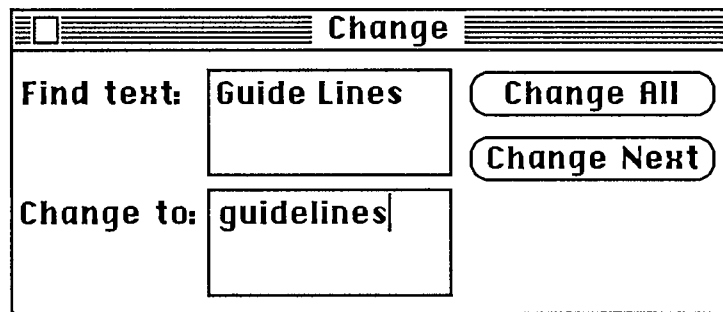 Change
Find text: Guide Lines Change All
Change Next
Change to: guidelines